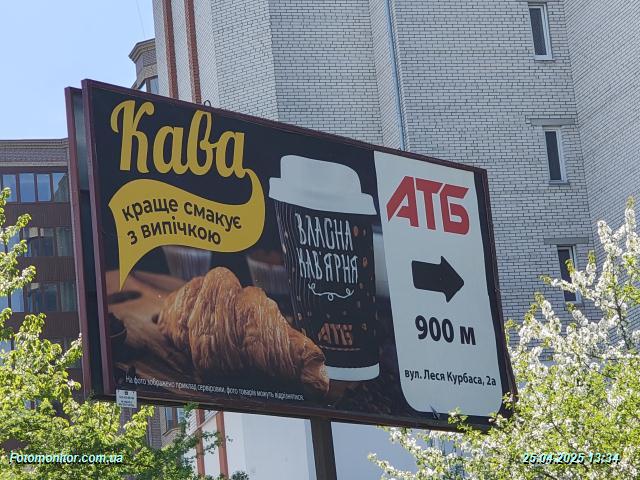 Кава
краще смакує
з випічкою
ВЛАСНА
КАВ'ЯРНЯ
АТБ
АТБ
900 м
вул. Леся Курбаса, 2а
На фото зображено приклад сервіровки, фото товарів можуть відрізнятися.
Fotomonitor.com.ua
25.04.2025 13:34